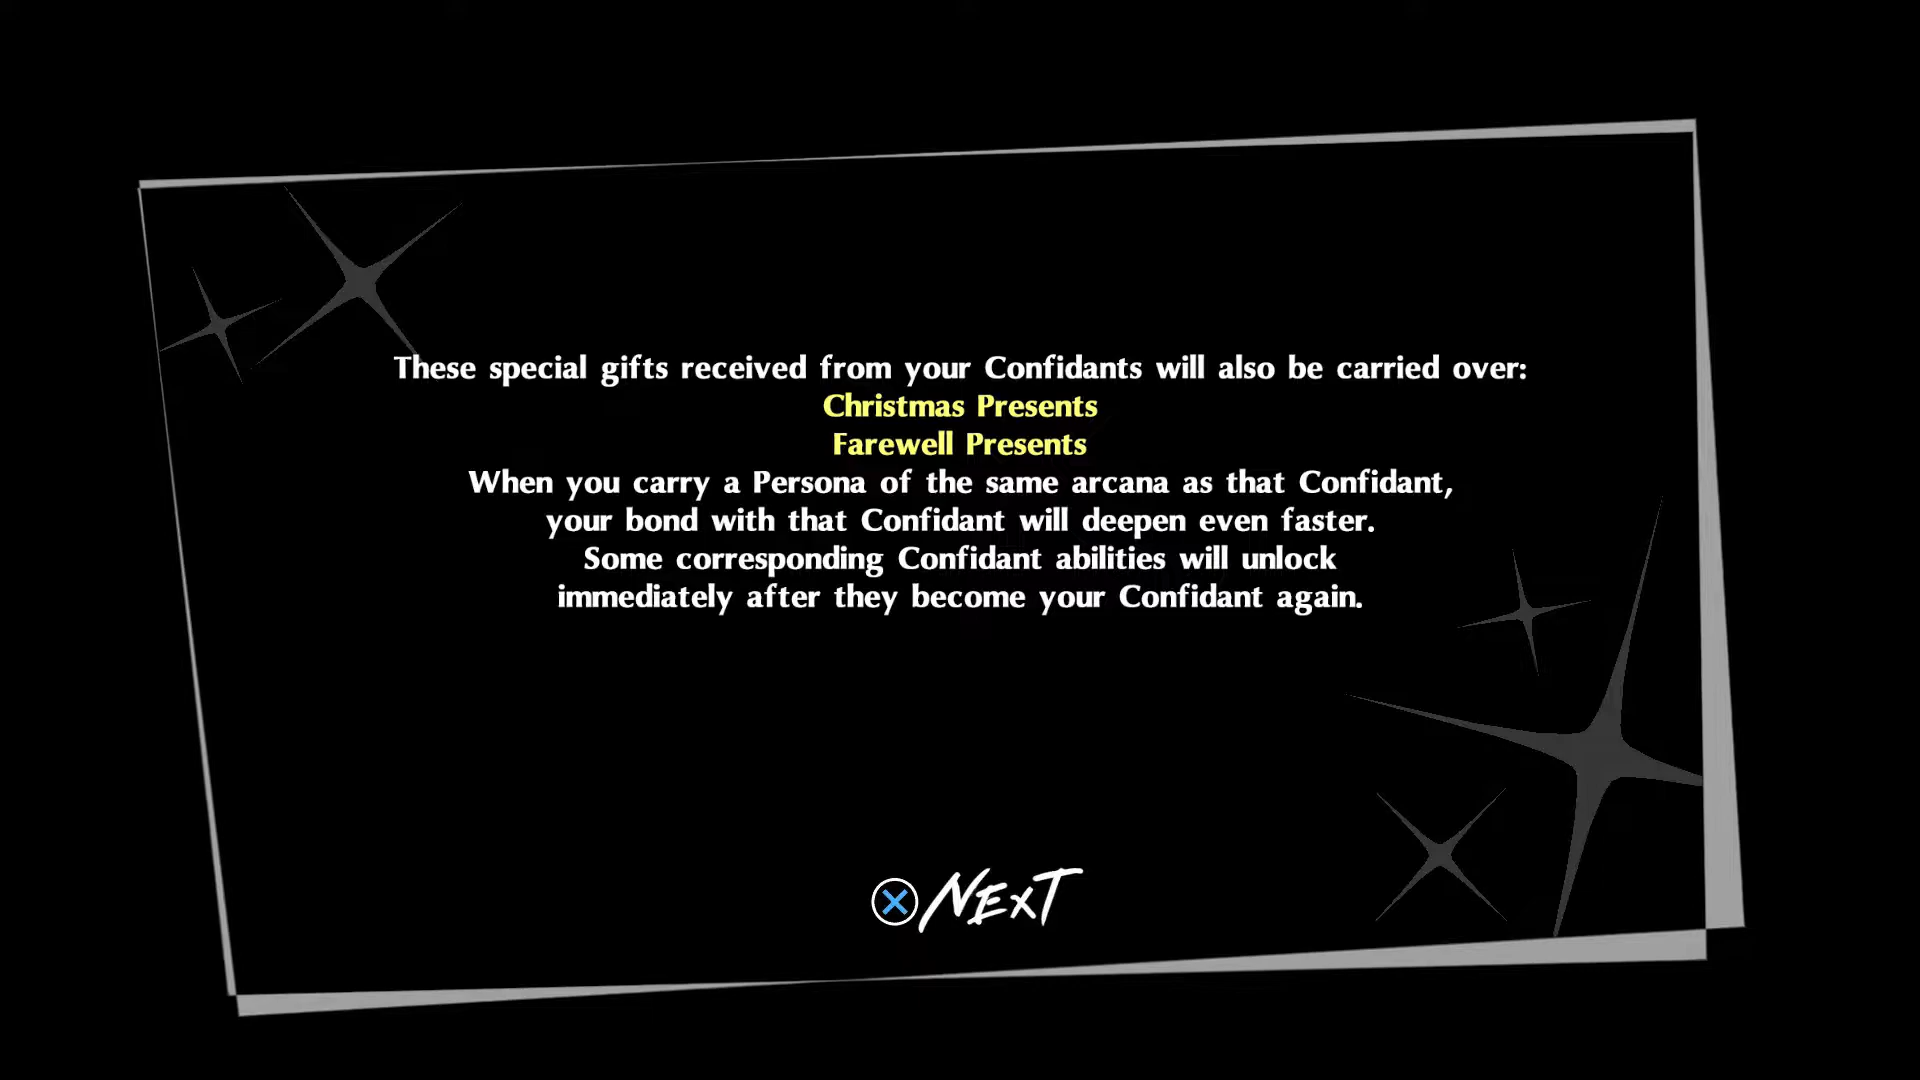 These special gifts received from your Confidants will also be carried over:
Christmas Presents
Farewell Presents
When you carry a Persona of the same arcana as that Confidant,
your bond with that Confidant will deepen even faster.
Some corresponding Confidant abilities will unlock
immediately after they become your Confidant again.
NEXT